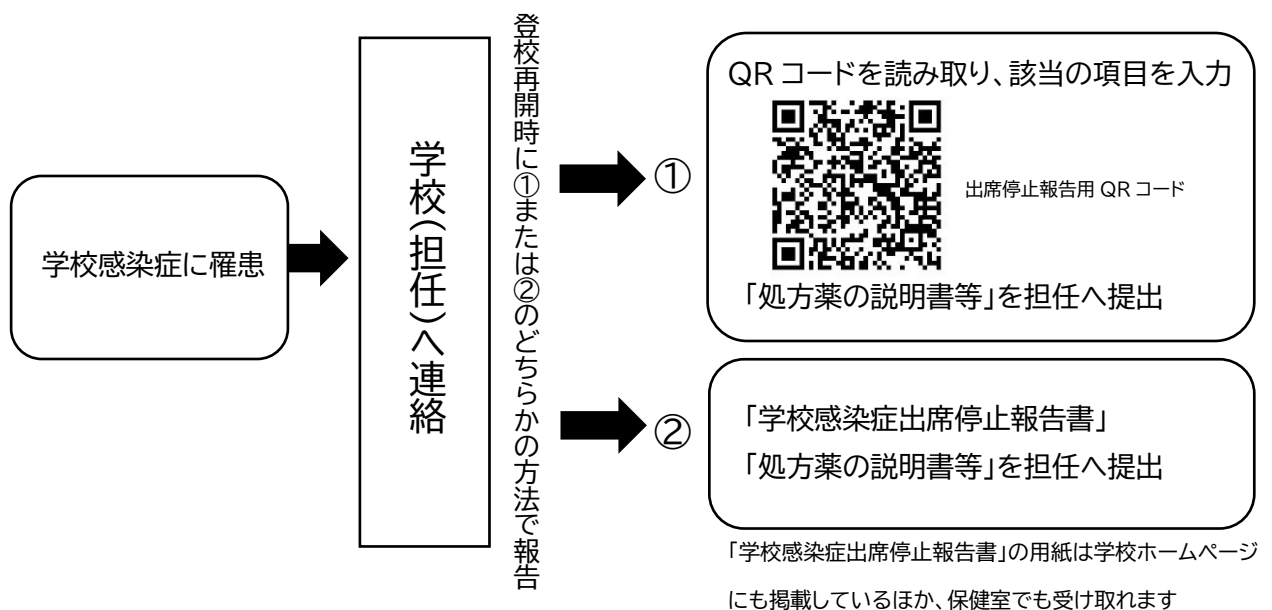 学校感染症に罹患
学校(担任)へ連絡
登校再開時に①または②のどちらかの方法で報告
①
QRコードを読み取り、該当の項目を入力
出席停止報告用 QRコード
「処方薬の説明書等」を担任へ提出
②
「学校感染症出席停止報告書」
「処方薬の説明書等」を担任へ提出
「学校感染症出席停止報告書」の用紙は学校ホームページ
にも掲載しているほか、保健室でも受け取れます